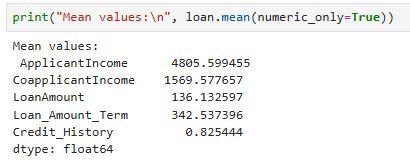 print("Mean values:\n", loan.mean(numeric_only=True))
Mean values:
 ApplicantIncome      4805.599455
CoapplicantIncome    1569.577657
LoanAmount            136.132597
Loan_Amount_Term      342.537396
Credit_History          0.825444
dtype: float64